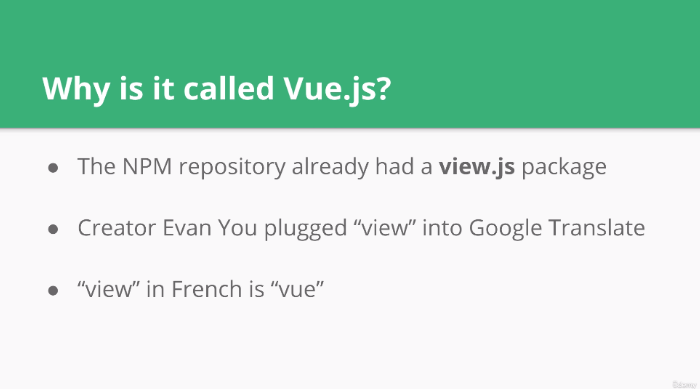 Why is it called Vue.js?
● The NPM repository already had a view.js package
● Creator Evan You plugged “view” into Google Translate
● “view” in French is “vue”